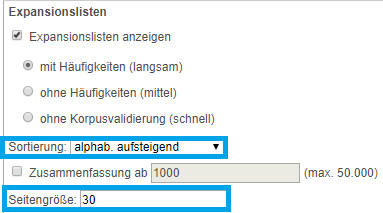 Expansionslisten
Expansionslisten anzeigen
mit Häufigkeiten (langsam)
ohne Häufigkeiten (mittel)
ohne Korpusvalidierung (schnell)
Sortierung: alphab. aufsteigend
Zusammenfassung ab 1000 (max. 50.000)
Seitengröße: 30